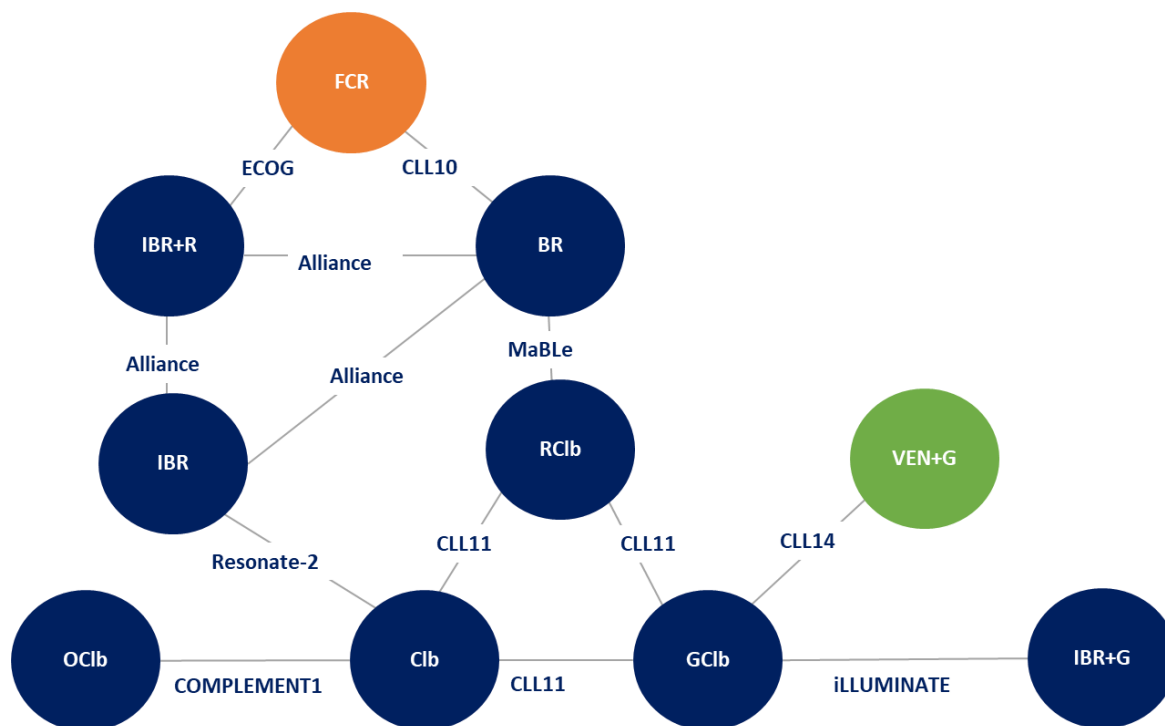 FCR
ECOG
CLL10
IBR+R
BR
Alliance
MaBLe
Alliance
Alliance
IBR
RClb
VEN+G
CLL11
CLL11
CLL14
Resonate-2
OClb
Clb
GClb
IBR+G
COMPLEMENT1
CLL11
iLLUMINATE